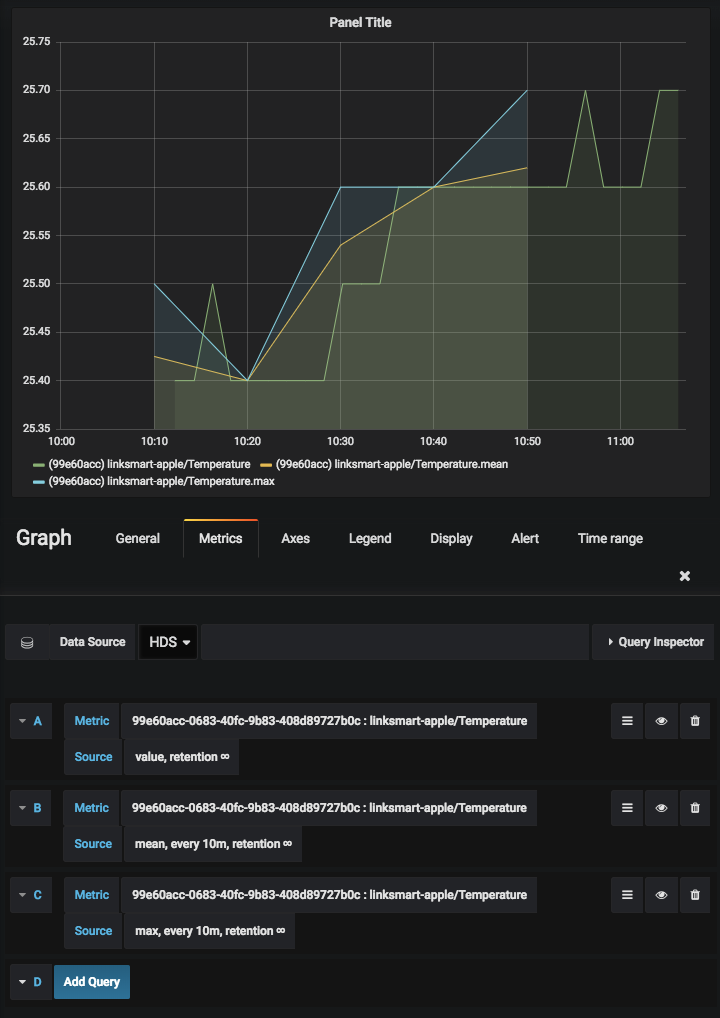 Panel Title
25.75
25.70
25.65
25.60
25.55
25.50
25.45
25.40
25.35
10:00 10:10 10:20 10:30 10:40 10:50 11:00
(99e60acc) linksmart-apple/Temperature (99e60acc) linksmart-apple/Temperature.mean
(99e60acc) linksmart-apple/Temperature.max
Graph General Metrics Axes Legend Display Alert Time range
Data Source HDS Query Inspector
A Metric 99e60acc-0683-40fc-9b83-408d89727b0c : linksmart-apple/Temperature
Source value, retention ∞
B Metric 99e60acc-0683-40fc-9b83-408d89727b0c : linksmart-apple/Temperature
Source mean, every 10m, retention ∞
C Metric 99e60acc-0683-40fc-9b83-408d89727b0c : linksmart-apple/Temperature
Source max, every 10m, retention ∞
D Add Query